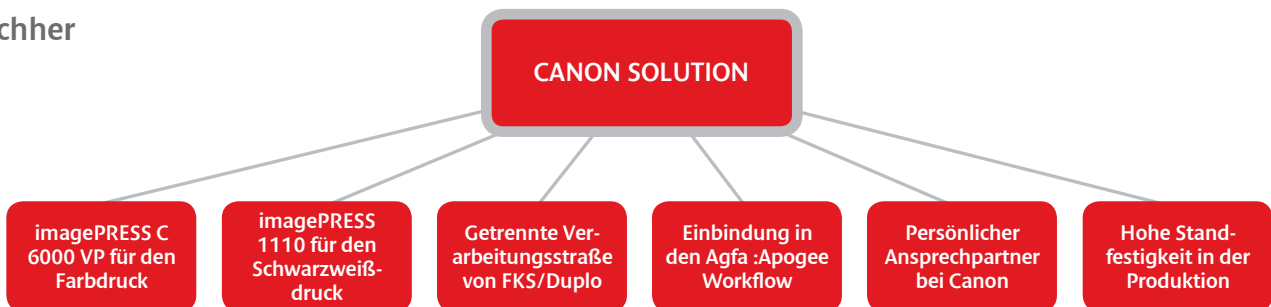 chher
CANON SOLUTION
imagePRESS C
6000 VP für den
Farbdruck
imagePRESS
1110 für den
Schwarzweiß-
druck
Getrennte Ver-
arbeitungsstraße
von FKS/Duplo
Einbindung in
den Agfa :Apogee
Workflow
Persönlicher
Ansprechpartner
bei Canon
Hohe Stand-
festigkeit in der
Produktion